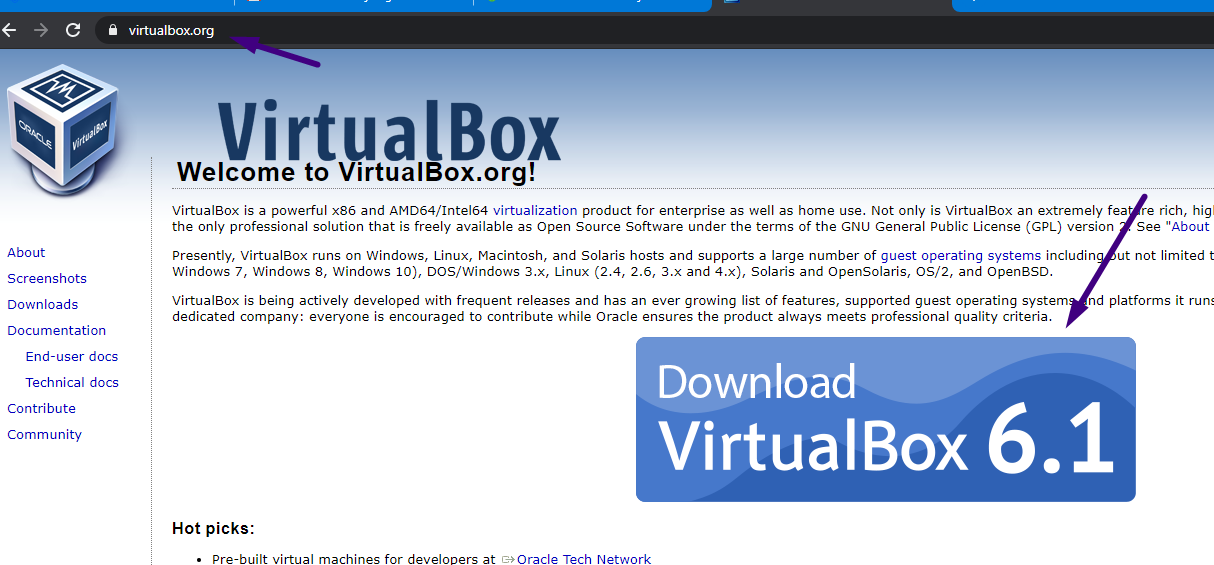 virtualbox.org
ORACLE
VirtualBox
VirtualBox
Welcome to VirtualBox.org!
VirtualBox is a powerful x86 and AMD64/Intel64 virtualization product for enterprise as well as home use. Not only is VirtualBox an extremely feature rich,
the only professional solution that is freely available as Open Source Software under the terms of the GNU General Public License (GPL) version 2. See "About
Presently, VirtualBox runs on Windows, Linux, Macintosh, and Solaris hosts and supports a large number of guest operating systems including but not limited
Windows 7, Windows 8, Windows 10), DOS/Windows 3.x, Linux (2.4, 2.6, 3.x and 4.x), Solaris and OpenSolaris, OS/2, and OpenBSD.
VirtualBox is being actively developed with frequent releases and has an ever growing list of features, supported guest operating systems and platforms it runs
dedicated company: everyone is encouraged to contribute while Oracle ensures the product always meets professional quality criteria.
About
Screenshots
Downloads
Documentation
End-user docs
Technical docs
Contribute
Community
Download
VirtualBox 6.1
Hot picks:
• Pre-built virtual machines for developers at Oracle Tech Network